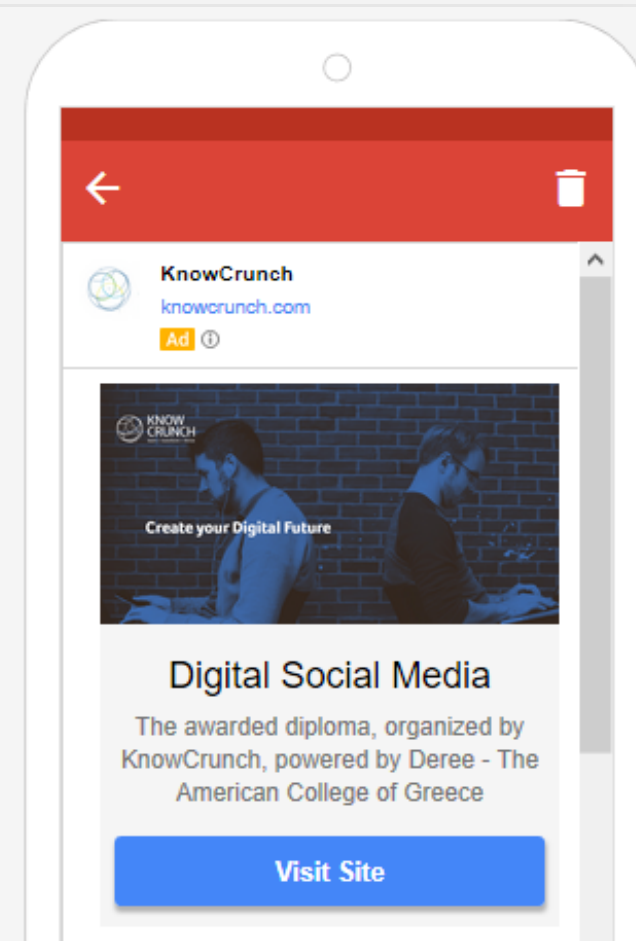 KnowCrunch
knowcrunch.com
Ad
KNOW
CRUNCH
Create your Digital Future
Digital Social Media
The awarded diploma, organized by
KnowCrunch, powered by Deree - The
American College of Greece
Visit Site